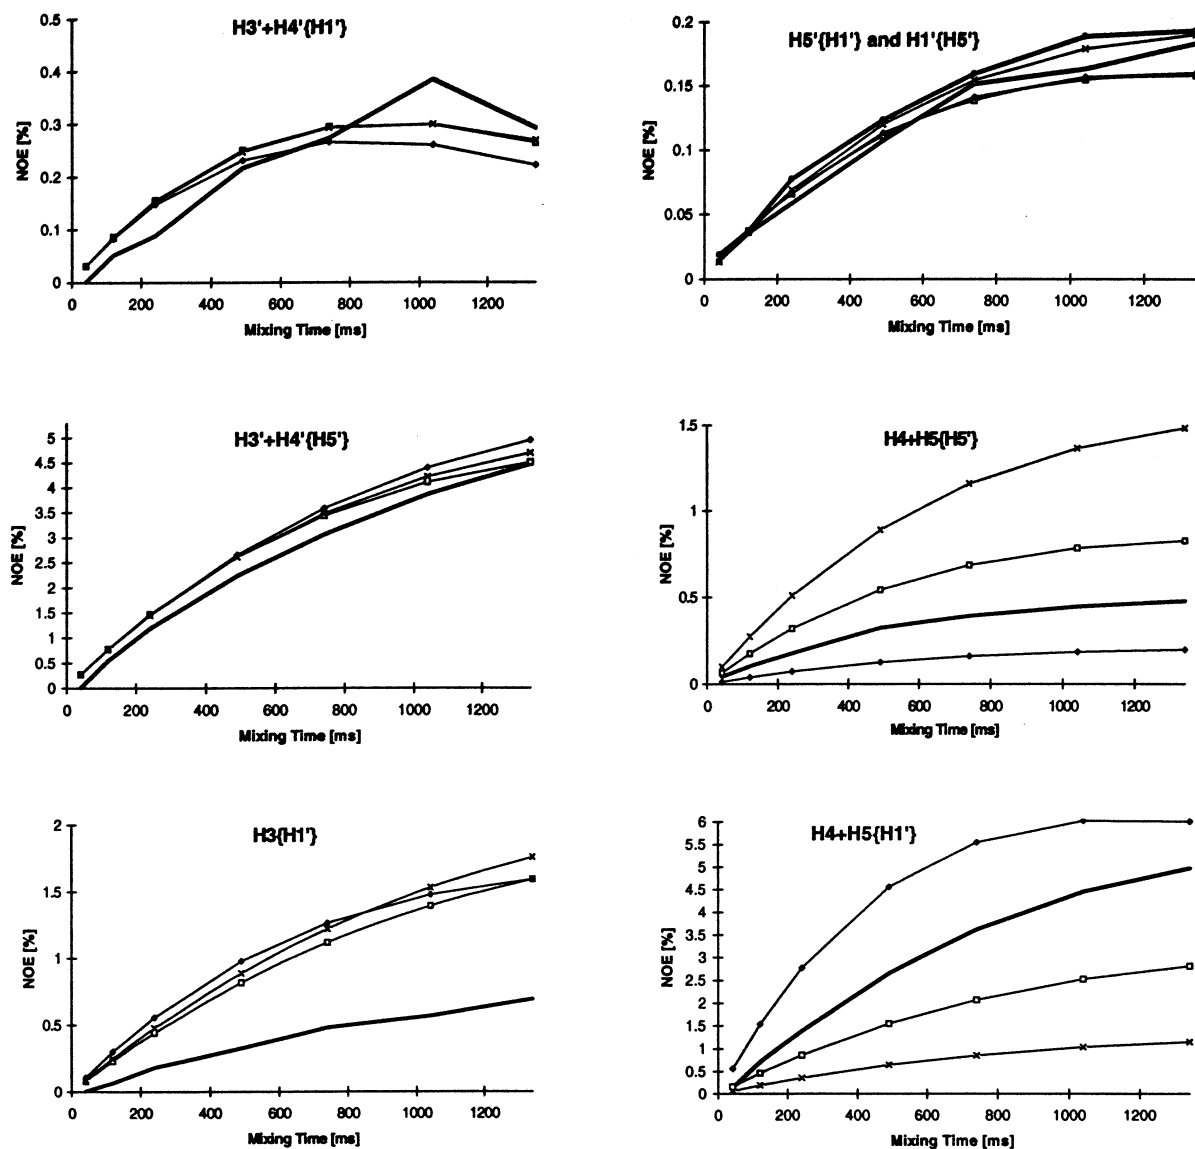 H3'+H4'{H1'}
NOE [%]
0.5
0.4
0.3
0.2
0.1
0
0 200 400 600 800 1000 1200
Mixing Time [ms]
H5'{H1'} and H1'{H5'}
NOE [%]
0.2
0.15
0.1
0.05
0
0 200 400 600 800 1000 1200
Mixing Time [ms]
H3'+H4'{H5'}
NOE [%]
5
4.5
4
3.5
3
2.5
2
1.5
1
0.5
0
0 200 400 600 800 1000 1200
Mixing Time [ms]
H4+H5{H5'}
NOE [%]
1.5
1
0.5
0
0 200 400 600 800 1000 1200
Mixing Time [ms]
H3{H1'}
NOE [%]
2
1.5
1
0.5
0
0 200 400 600 800 1000 1200
Mixing Time [ms]
H4+H5{H1'}
NOE [%]
6
5.5
5
4.5
4
3.5
3
2.5
2
1.5
1
0.5
0
0 200 400 600 800 1000 1200
Mixing Time [ms]